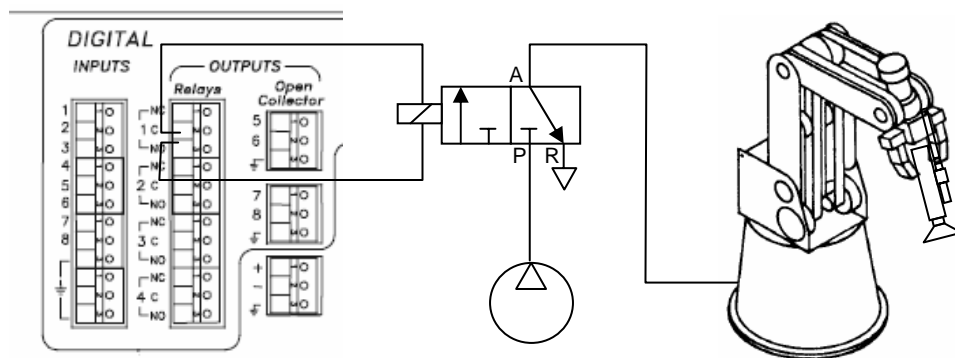 DIGITAL
INPUTS
OUTPUTS
Relays
Open
Collector
1
2
3
4
5
6
7
8
NC
1 C
NO
NC
2 C
NO
NC
3 C
NO
NC
4 C
NO
5
6
7
8
+
-
A
P R